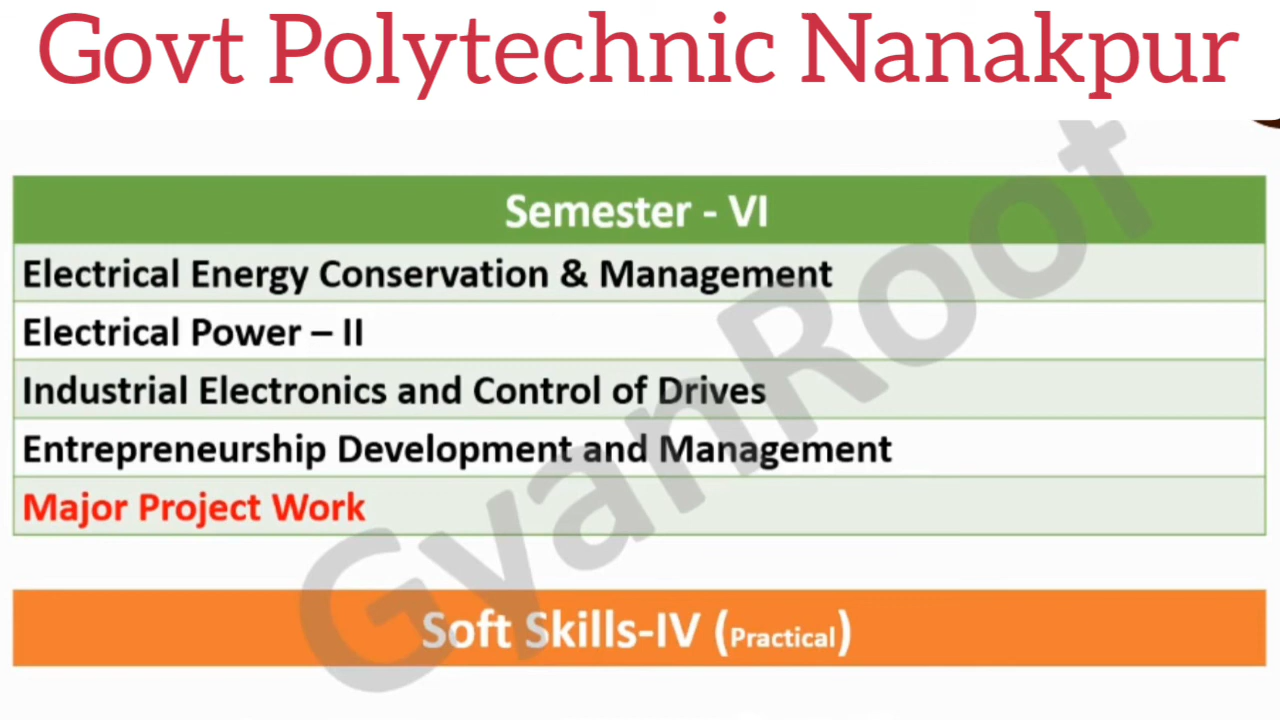 Govt Polytechnic Nanakpur
Semester - VI
Electrical Energy Conservation & Management
Electrical Power – II
Industrial Electronics and Control of Drives
Entrepreneurship Development and Management
Major Project Work
Soft Skills-IV (Practical)
GyanRoot